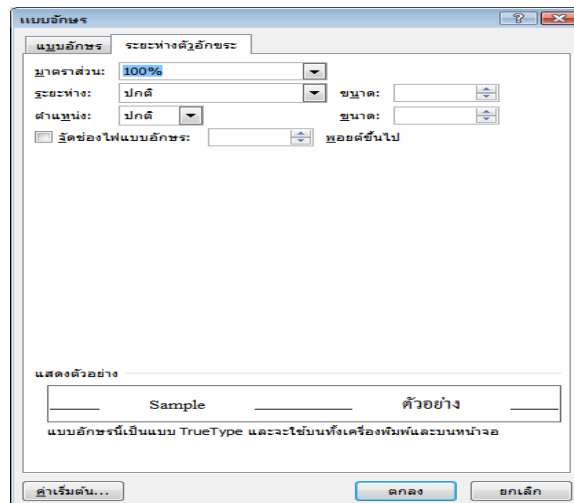 แบบอักษร
แบบอักษร ระยะห่างตัวอักขระ
มาตราส่วน: 100%
ระยะห่าง: ปกติ ขนาด:
ตำแหน่ง: ปกติ ขนาด:
จัดช่องไฟแบบอักษร: พอยต์ขึ้นไป
แสดงตัวอย่าง
Sample ตัวอย่าง
แบบอักษรนี้เป็นแบบ TrueType และจะใช้บนทั้งเครื่องพิมพ์และบนหน้าจอ
ค่าเริ่มต้น... ตกลง ยกเลิก